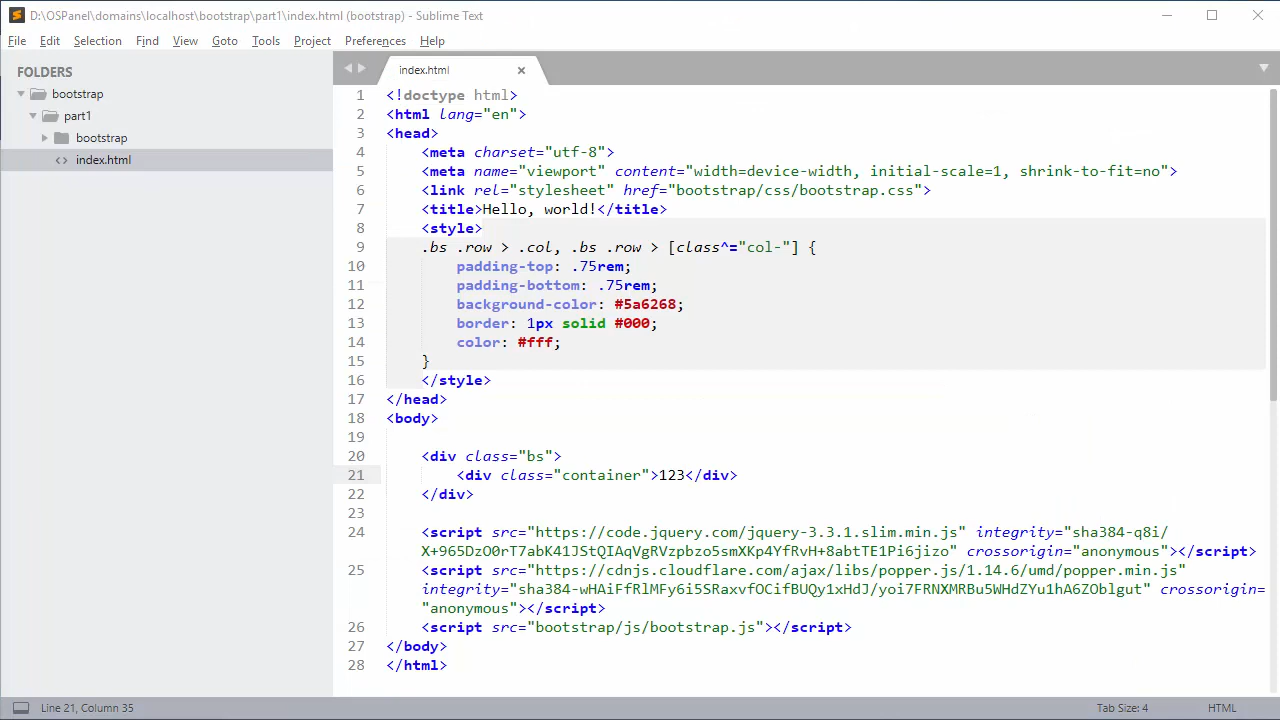 D:\OSPanel\domains\localhost\bootstrap\part1\index.html (bootstrap) - Sublime Text
File Edit Selection Find View Goto Tools Project Preferences Help
FOLDERS
bootstrap
part1
bootstrap
index.html
index.html
1 <!doctype html>
2 <html lang="en">
3 <head>
4 <meta charset="utf-8">
5 <meta name="viewport" content="width=device-width, initial-scale=1, shrink-to-fit=no">
6 <link rel="stylesheet" href="bootstrap/css/bootstrap.css">
7 <title>Hello, world!</title>
8 <style>
9 .bs .row > .col, .bs .row > [class^="col-"] {
10 padding-top: .75rem;
11 padding-bottom: .75rem;
12 background-color: #5a6268;
13 border: 1px solid #000;
14 color: #fff;
15 }
16 </style>
17 </head>
18 <body>
19
20 <div class="bs">
21 <div class="container">123</div>
22 </div>
23
24 <script src="https://code.jquery.com/jquery-3.3.1.slim.min.js" integrity="sha384-q8i/
X+965DzO0rT7abK41JStQIAqVgRVzpbzo5smXKp4YfRvH+8abtTE1Pi6jizo" crossorigin="anonymous"></script>
25 <script src="https://cdnjs.cloudflare.com/ajax/libs/popper.js/1.14.6/umd/popper.min.js"
integrity="sha384-wHAiFfRlMFy6i5SRaxvfOCifBUQy1xHdJ/yoi7FRNXMRBu5WHdZYu1hA6ZOblgut" crossorigin=
"anonymous"></script>
26 <script src="bootstrap/js/bootstrap.js"></script>
27 </body>
28 </html>
Line 21, Column 35
Tab Size: 4
HTML